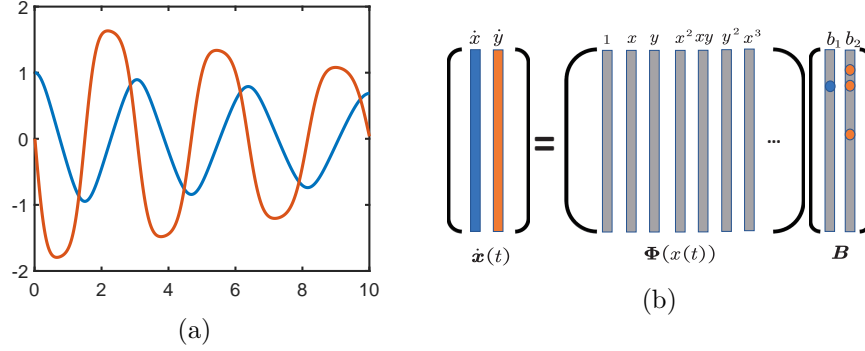 2
1
0
-1
-2
0 2 4 6 8 10
(a)
ẋ ẏ
1 x y x² xy y² x³
b₁ b₂
=
...
ẋ(t)
Φ(x(t))
B
(b)